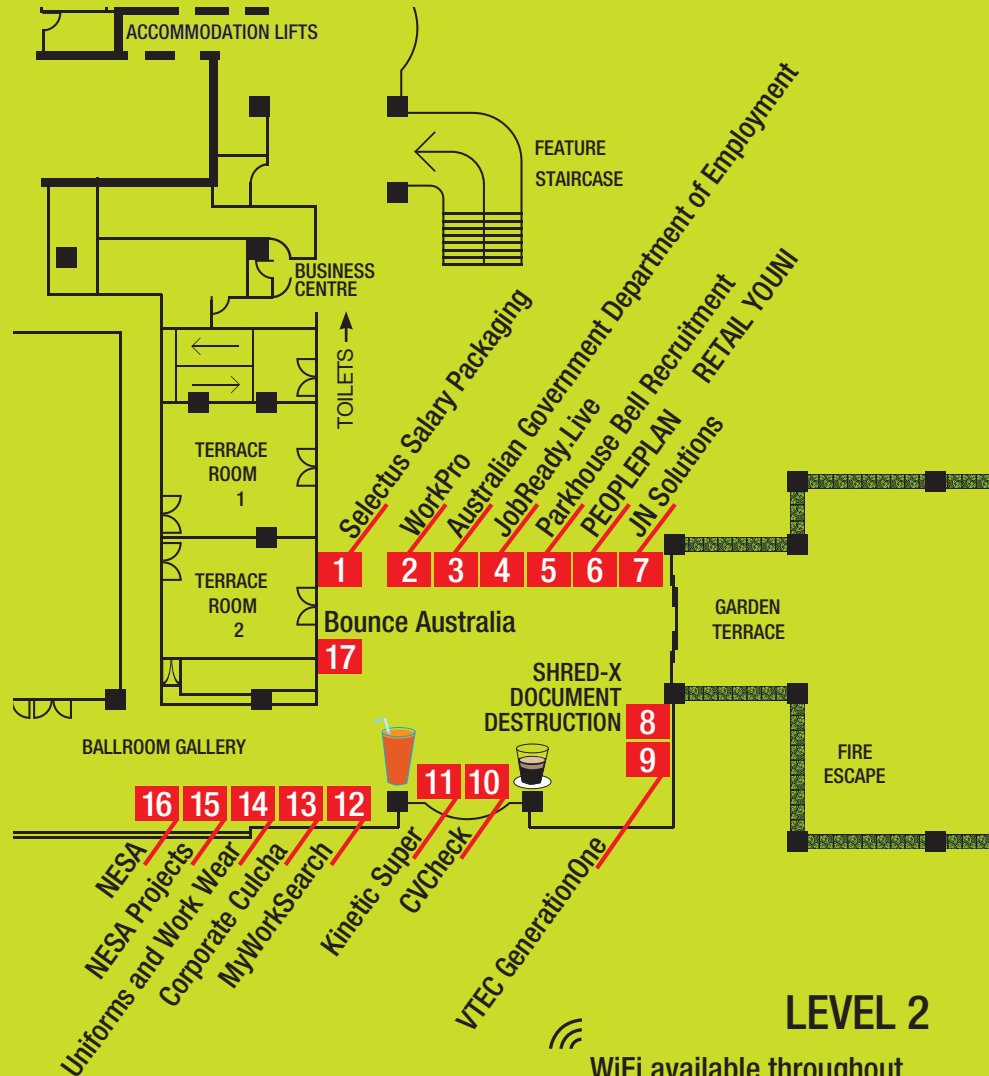 ACCOMMODATION LIFTS
FEATURE
STAIRCASE
BUSINESS
CENTRE
TOILETS
Selectus Salary Packaging
WorkPro
Australian Government Department of Employment
JobReady.Live
Parkhouse Bell Recruitment
PEOPLEPLAN
RETAIL YOUNI
JN Solutions
TERRACE
ROOM
1
TERRACE
ROOM
2
1
2
3
4
5
6
7
GARDEN
TERRACE
Bounce Australia
17
SHRED-X
DOCUMENT
DESTRUCTION
8
9
FIRE
ESCAPE
BALLROOM GALLERY
16
15
14
13
12
11
10
NESA
NESA Projects
Uniforms and Work Wear
Corporate Culcha
MyWorkSearch
Kinetic Super
CVCheck
VTEC GenerationOne
LEVEL 2
WiFi available throughout